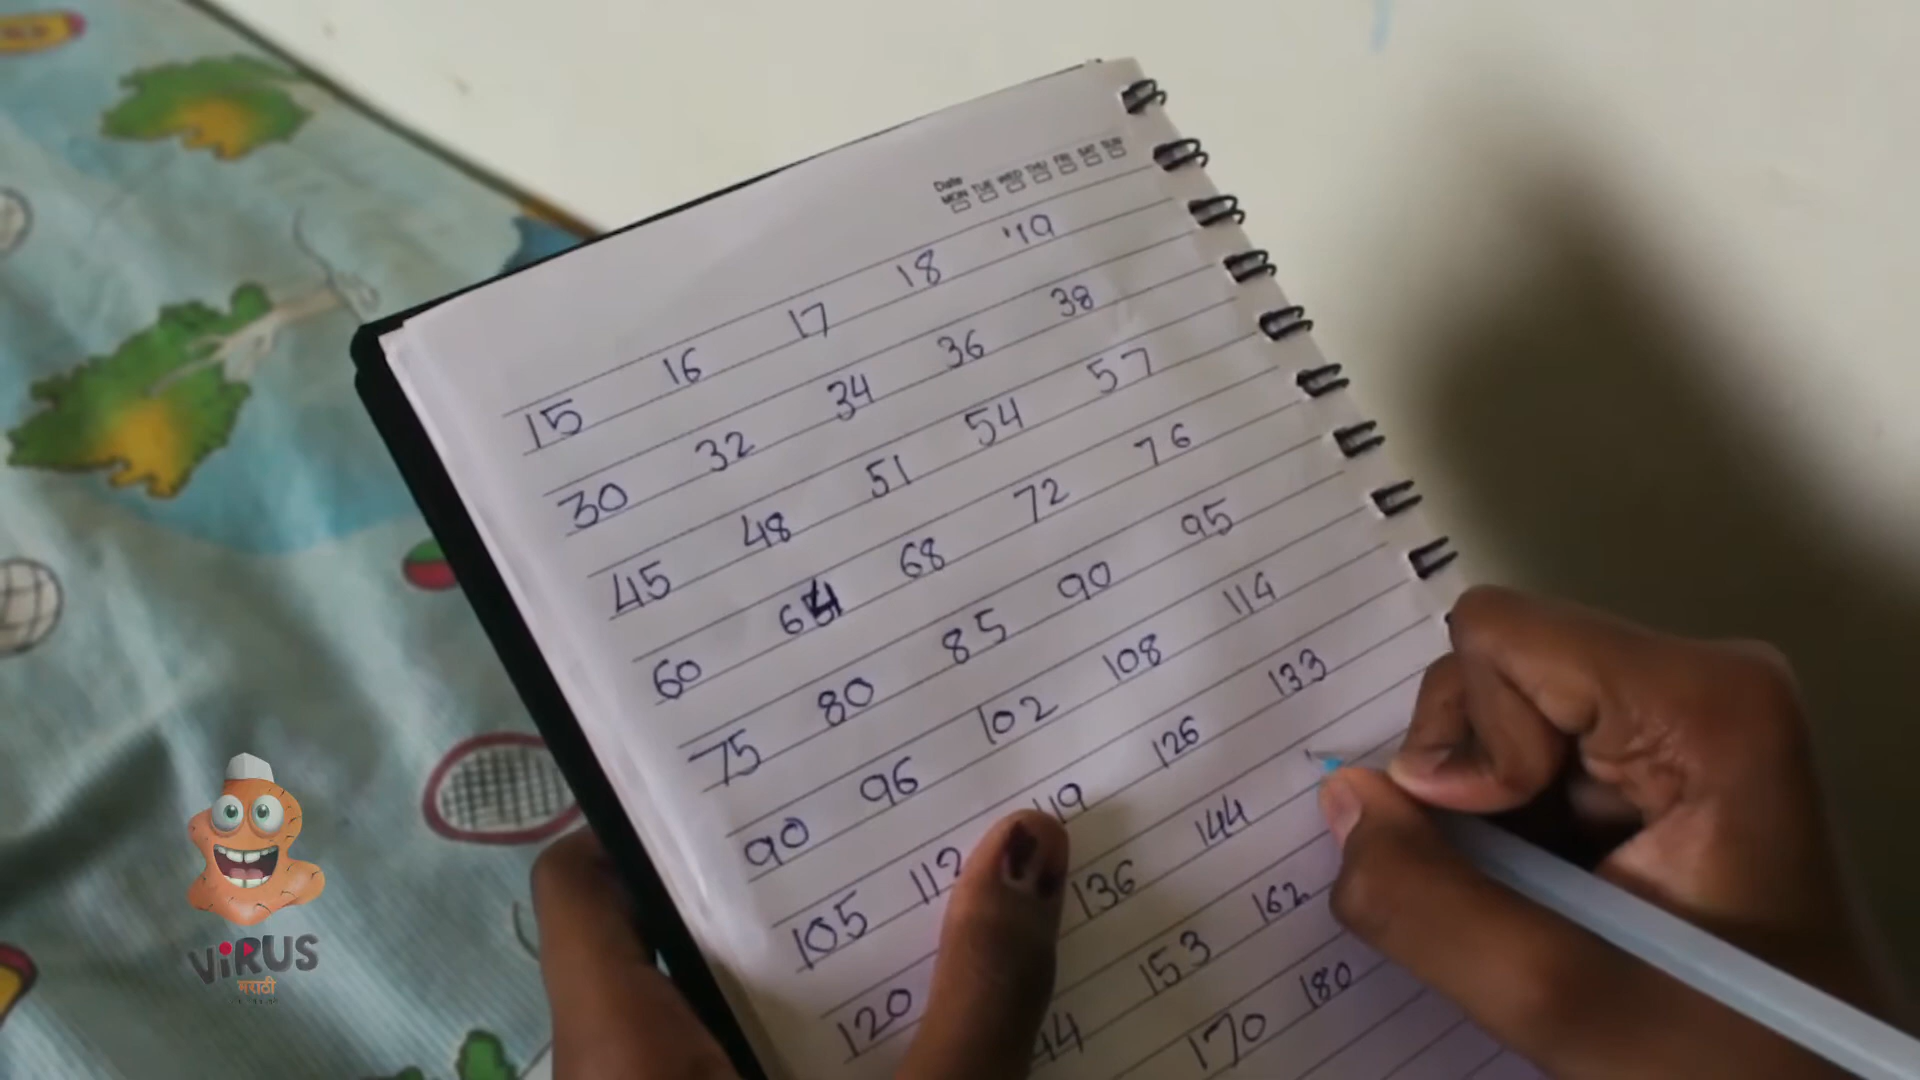 Date
MON TUE WED THU FRI SAT SUN
15 16 17 18 19
30 32 34 36 38
45 48 51 54 57
60 64 68 72 76
75 80 85 90 95
90 96 102 108 114
105 112 119 126 133
120 136 144
153 162
170 180
ViRUS
मराठी